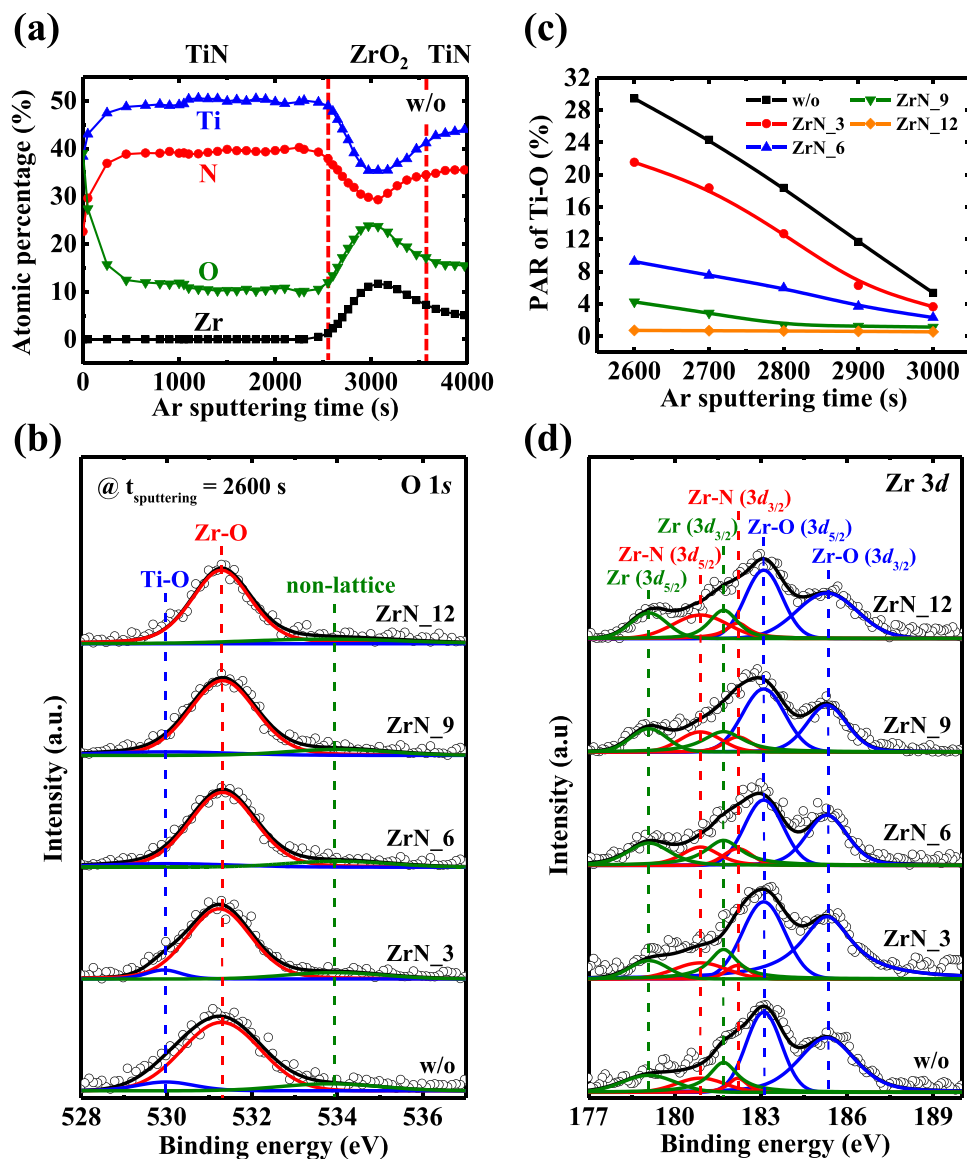 (a)
TiN ZrO2 TiN
w/o
Ti
N
O
Zr
Atomic percentage (%)
60
50
40
30
20
10
0
0 1000 2000 3000 4000
Ar sputtering time (s)
(c)
PAR of Ti-O (%)
32
28
24
20
16
12
8
4
0
w/o
ZrN_3
ZrN_6
ZrN_9
ZrN_12
2600 2700 2800 2900 3000
Ar sputtering time (s)
(b)
@ tsputtering = 2600 s O 1s
Zr-O
Ti-O
non-lattice
ZrN_12
ZrN_9
ZrN_6
ZrN_3
w/o
Intensity (a.u.)
528 530 532 534 536
Binding energy (eV)
(d)
Zr 3d
Zr-N (3d3/2)
Zr (3d3/2) Zr-O (3d5/2)
Zr-N (3d5/2) Zr-O (3d3/2)
Zr (3d5/2)
ZrN_12
ZrN_9
ZrN_6
ZrN_3
w/o
Intensity (a.u)
177 180 183 186 189
Binding energy (eV)